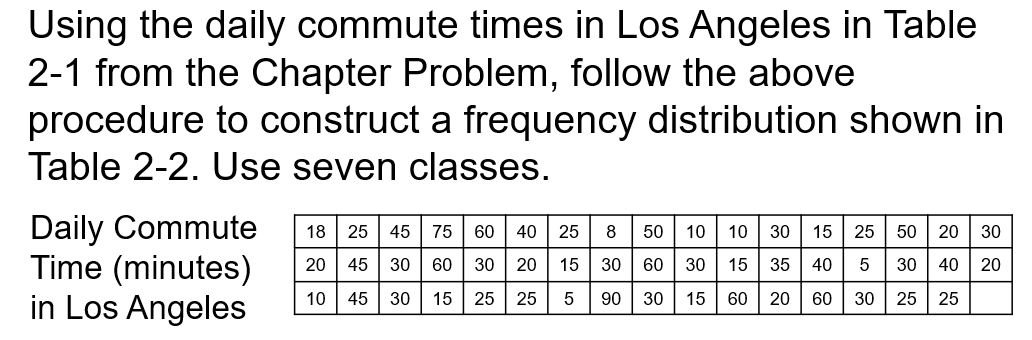 Using the daily commute times in Los Angeles in Table
2-1 from the Chapter Problem, follow the above
procedure to construct a frequency distribution shown in
Table 2-2. Use seven classes.
Daily Commute
Time (minutes)
in Los Angeles
18 25 45 75 60 40 25 8 50 10 10 30 15 25 50 20 30
20 45 30 60 30 20 15 30 60 30 15 35 40 5 30 40 20
10 45 30 15 25 25 5 90 30 15 60 20 60 30 25 25